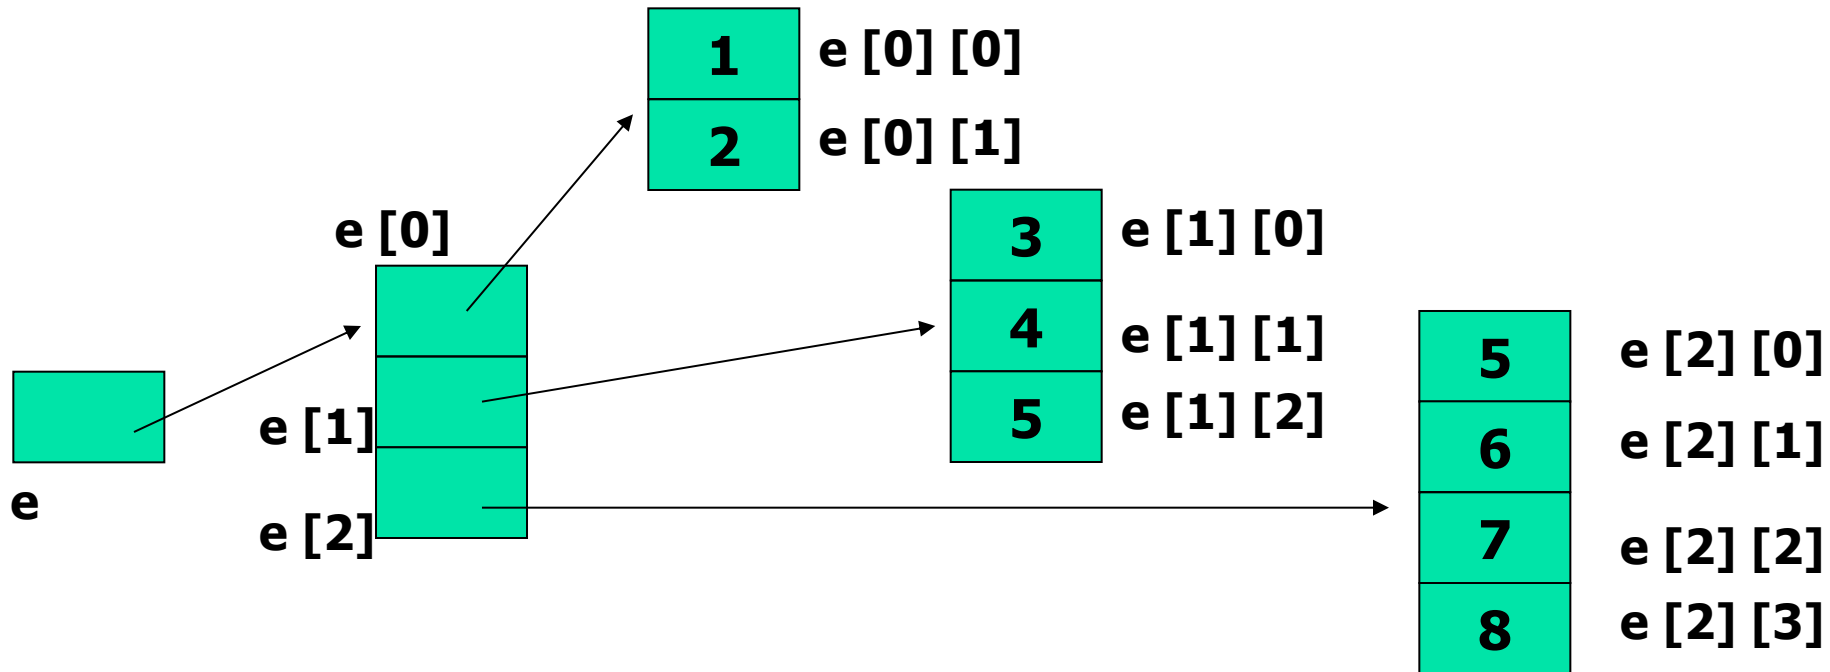 1 e [0] [0]
2 e [0] [1]
e [0]
3 e [1] [0]
4 e [1] [1]
5 e [1] [2]
e [1]
e [2]
e
5 e [2] [0]
6 e [2] [1]
7 e [2] [2]
8 e [2] [3]